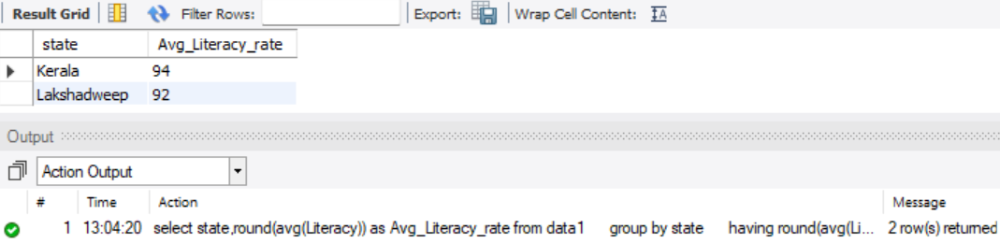 Result Grid Filter Rows: Export: Wrap Cell Content: IA
state Avg_Literacy_rate
Kerala 94
Lakshadweep 92
Output
Action Output
# Time Action Message
1 13:04:20 select state,round(avg(Literacy)) as Avg_Literacy_rate from data1 group by state having round(avg(Li... 2 row(s) returned